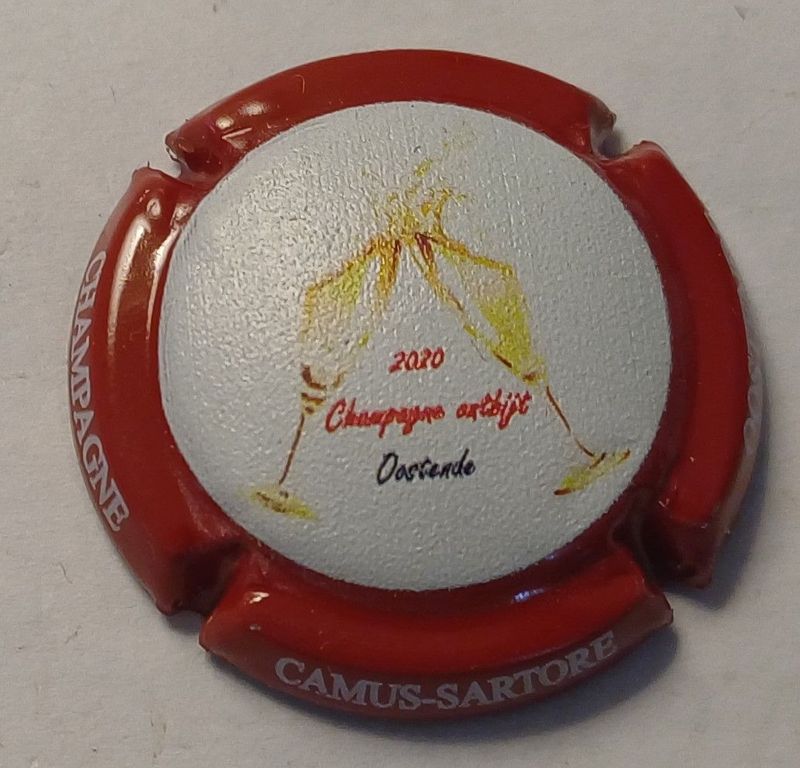 2020
Champagne ontbijt
Oostende
CHAMPAGNE
CAMUS-SARTORE